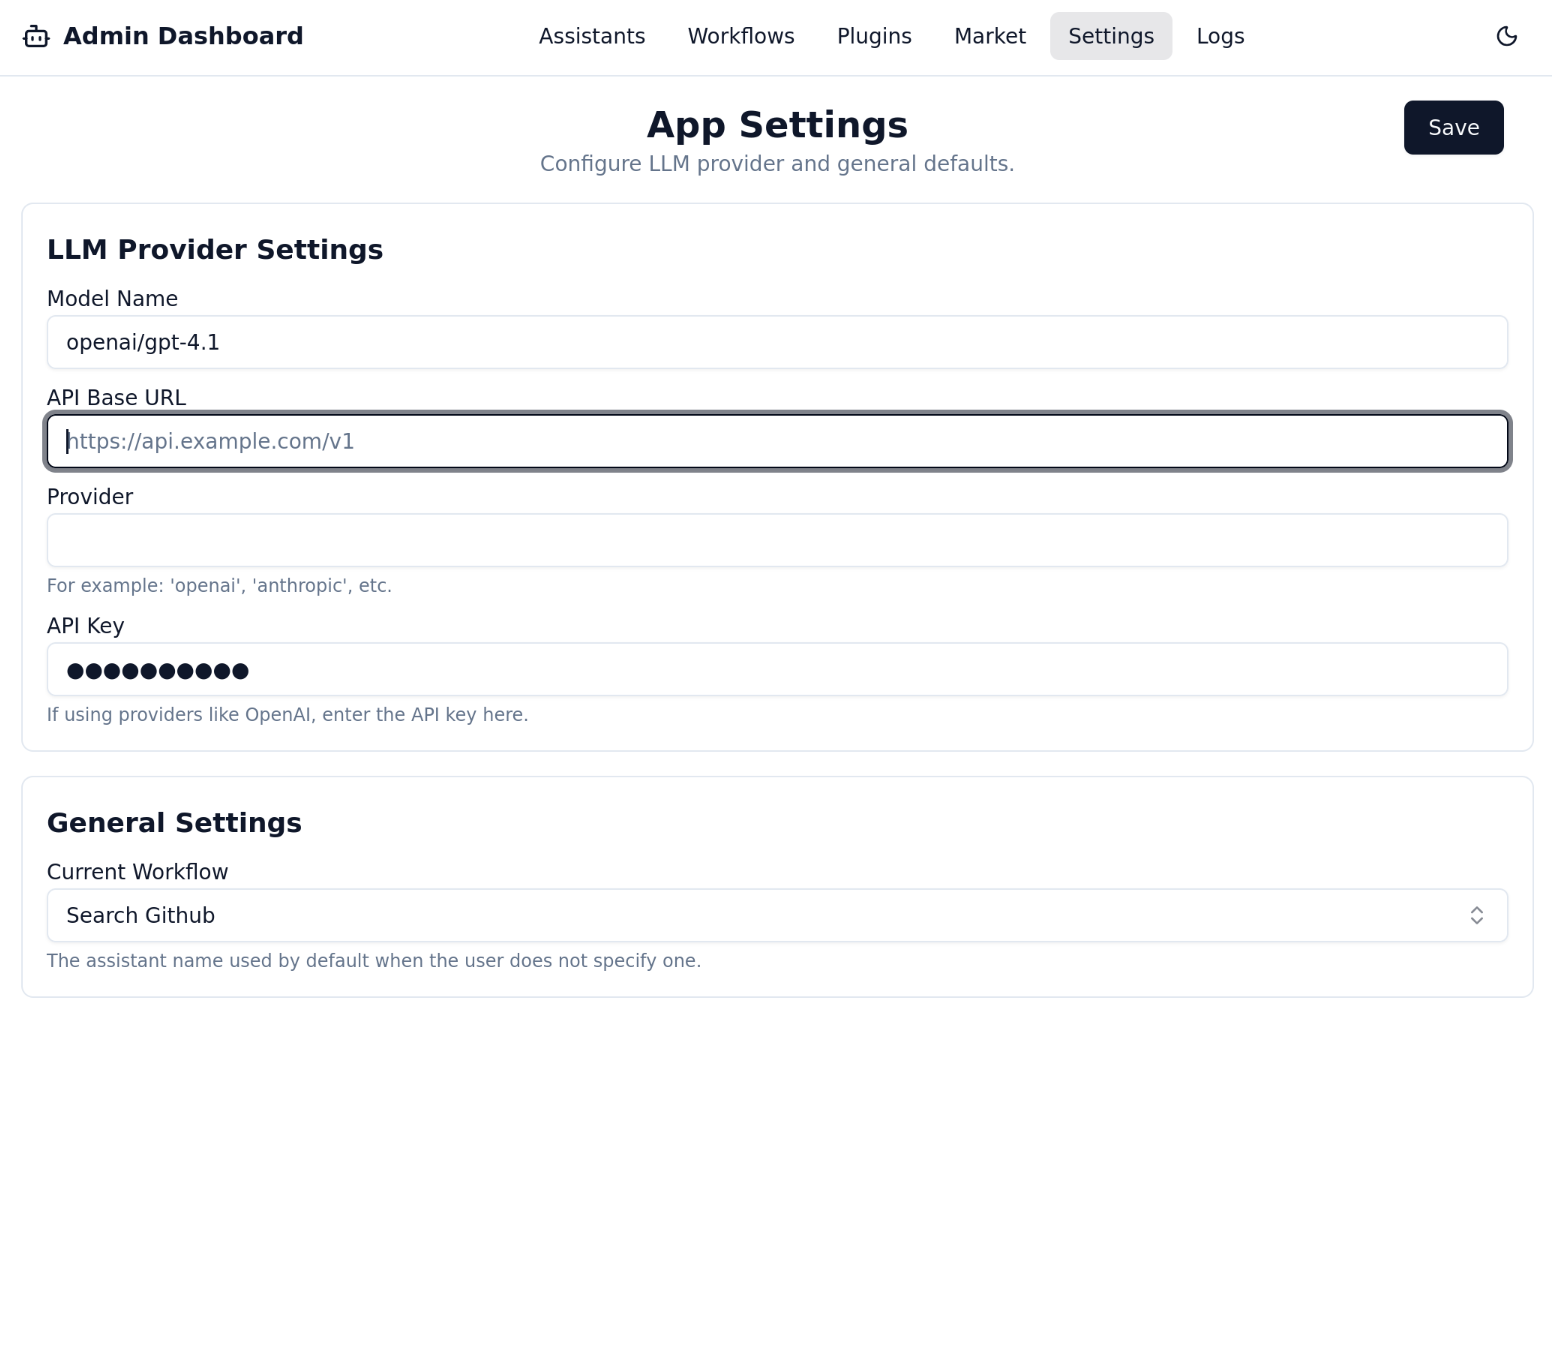 Admin Dashboard
Assistants Workflows Plugins Market Settings Logs
App Settings
Save
Configure LLM provider and general defaults.
LLM Provider Settings
Model Name
openai/gpt-4.1
API Base URL
https://api.example.com/v1
Provider
For example: 'openai', 'anthropic', etc.
API Key
●●●●●●●●●●
If using providers like OpenAI, enter the API key here.
General Settings
Current Workflow
Search Github
The assistant name used by default when the user does not specify one.